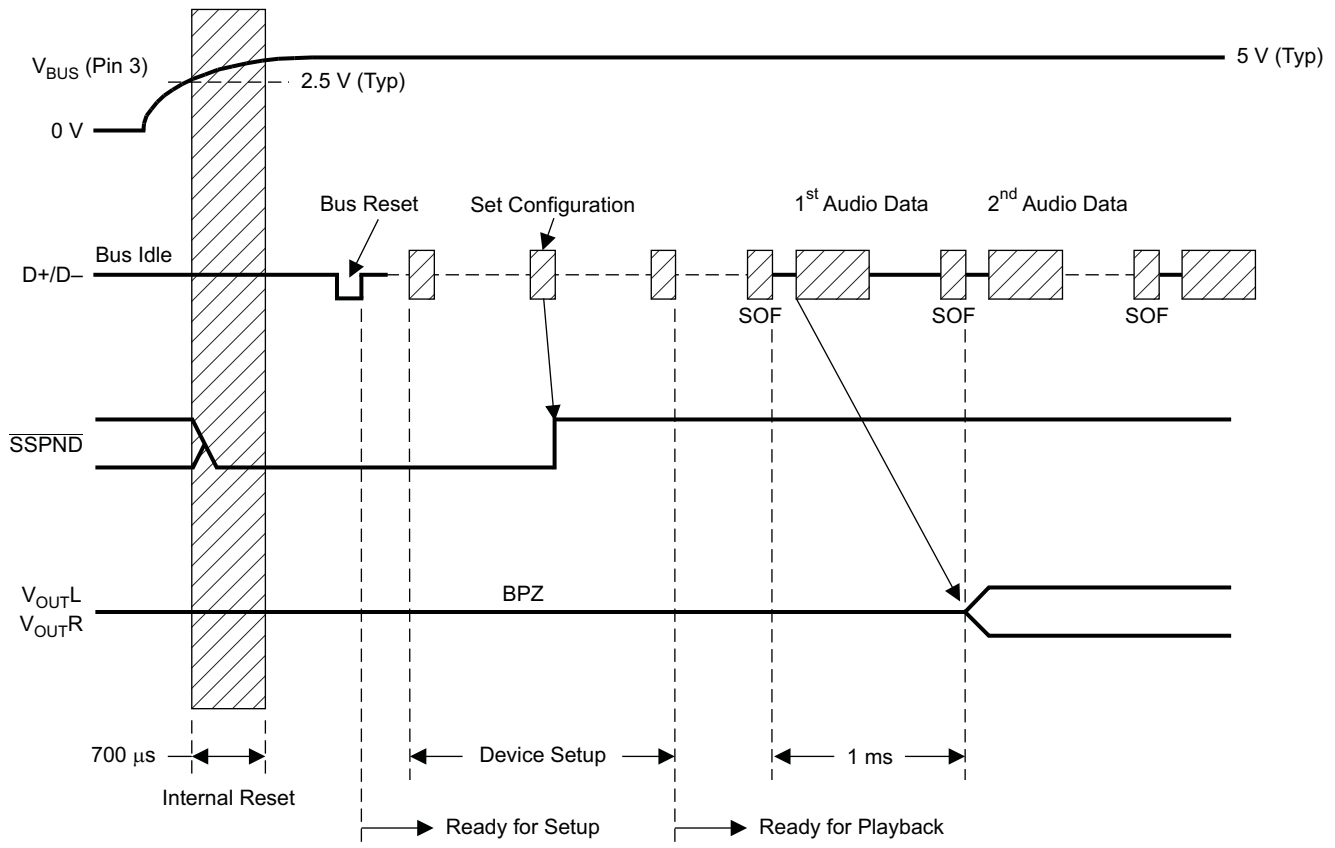 V_BUS (Pin 3)
5 V (Typ)
2.5 V (Typ)
0 V
Bus Reset
Set Configuration
1st Audio Data
2nd Audio Data
Bus Idle
D+/D–
SOF
SOF
SOF
SSPND
V_OUTL
BPZ
V_OUTR
700 μs
Device Setup
1 ms
Internal Reset
Ready for Setup
Ready for Playback